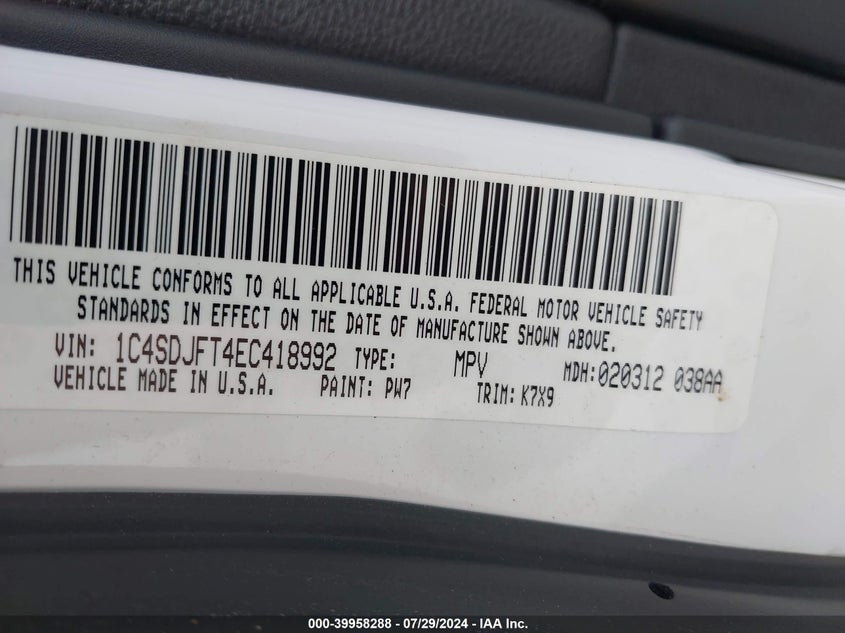 THIS VEHICLE CONFORMS TO ALL APPLICABLE U.S.A. FEDERAL MOTOR VEHICLE SAFETY
STANDARDS IN EFFECT ON THE DATE OF MANUFACTURE SHOWN ABOVE.
VIN: 1C4SDJFT4EC418992 TYPE: MPV MDH:020312 038AA
VEHICLE MADE IN U.S.A. PAINT: PW7 TRIM: K7X9
000-39958288 - 07/29/2024 - IAA Inc.